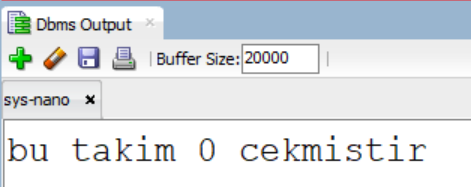 Dbms Output
Buffer Size: 20000
sys-nano
bu takim 0 cekmistir